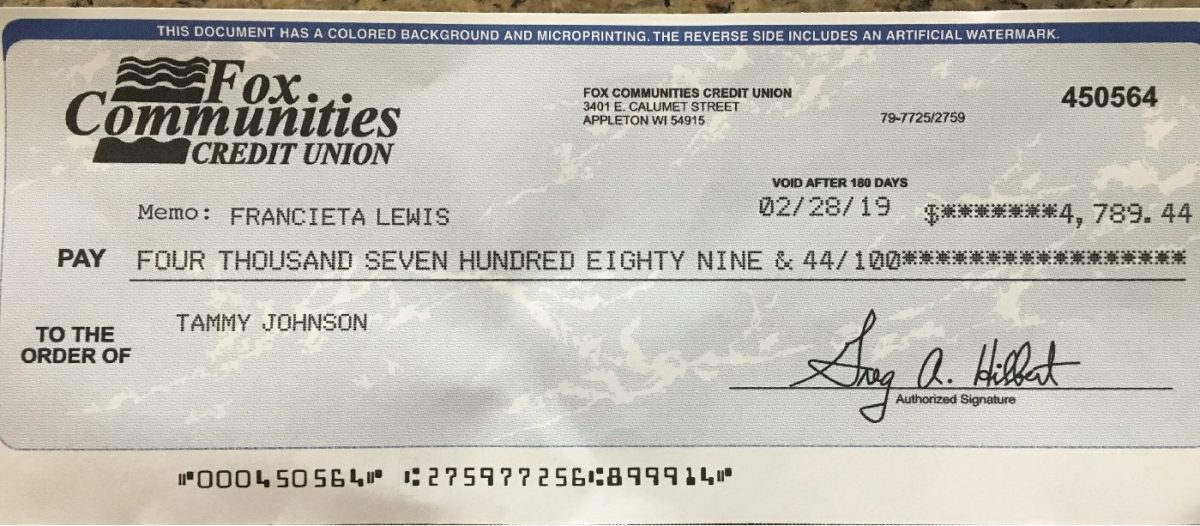 THIS DOCUMENT HAS A COLORED BACKGROUND AND MICROPRINTING. THE REVERSE SIDE INCLUDES AN ARTIFICIAL WATERMARK.
Fox
Communities
CREDIT UNION
FOX COMMUNITIES CREDIT UNION
3401 E. CALUMET STREET
APPLETON WI 54915
79-7725/2759
450564
VOID AFTER 180 DAYS
Memo: FRANCIETA LEWIS
02/28/19
$*******4,789.44
PAY FOUR THOUSAND SEVEN HUNDRED EIGHTY NINE & 44/100******************
TO THE
ORDER OF
TAMMY JOHNSON
Greg A. Hilbert
Authorized Signature
⑈000450564⑈ ⑆275977256⑆899914⑈